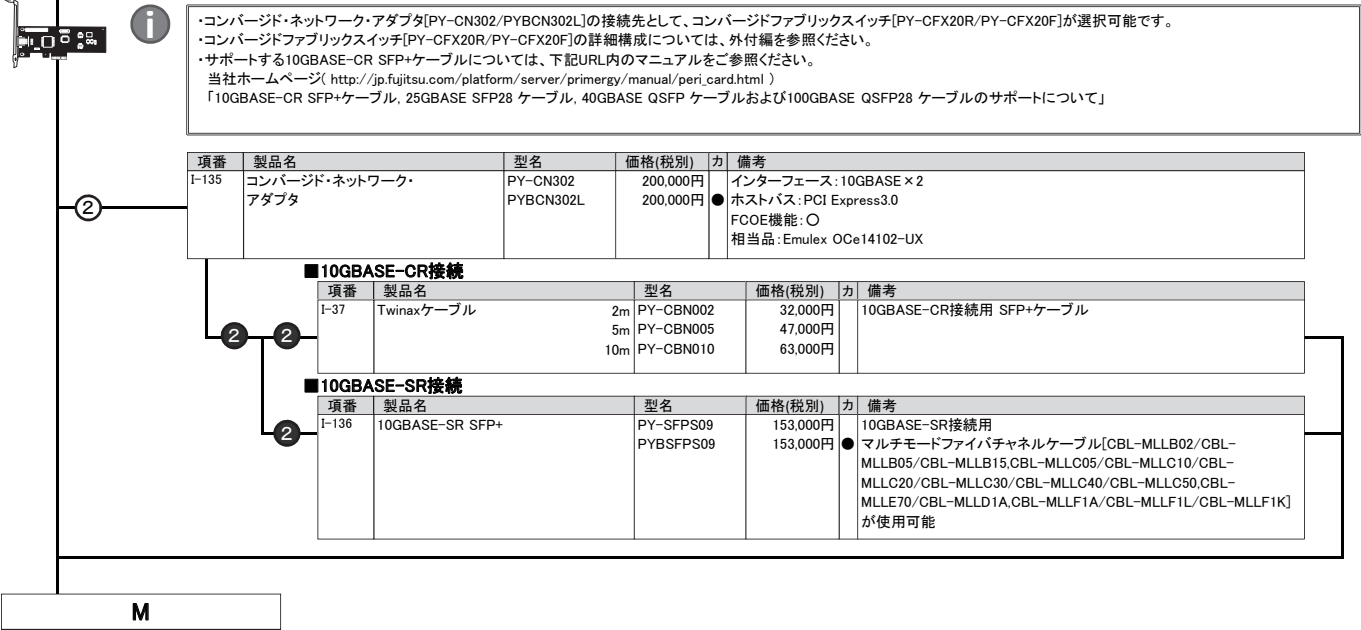 ・コンバージド・ネットワーク・アダプタ[PY-CN302/PYBCN302L]の接続先として、コンバージドファブリックスイッチ[PY-CFX20R/PY-CFX20F]が選択可能です。
・コンバージドファブリックスイッチ[PY-CFX20R/PY-CFX20F]の詳細構成については、外付編を参照ください。
・サポートする10GBASE-CR SFP+ケーブルについては、下記URL内のマニュアルをご参照ください。
当社ホームページ( http://jp.fujitsu.com/platform/server/primergy/manual/peri_card.html )
「10GBASE-CR SFP+ケーブル, 25GBASE SFP28 ケーブル, 40GBASE QSFP ケーブルおよび100GBASE QSFP28 ケーブルのサポートについて」
項番 製品名 型名 価格(税別) カ 備考
I-135 コンバージド・ネットワーク・ PY-CN302 200,000円 インターフェース:10GBASE×2
アダプタ PYBCN302L 200,000円 ● ホストバス:PCI Express3.0
FCOE機能:○
相当品:Emulex OCe14102-UX
2
■10GBASE-CR接続
項番 製品名 型名 価格(税別) カ 備考
I-37 Twinaxケーブル 2m PY-CBN002 32,000円 10GBASE-CR接続用 SFP+ケーブル
5m PY-CBN005 47,000円
10m PY-CBN010 63,000円
2 2
■10GBASE-SR接続
項番 製品名 型名 価格(税別) カ 備考
I-136 10GBASE-SR SFP+ PY-SFPS09 153,000円 10GBASE-SR接続用
PYBSFPS09 153,000円 ● マルチモードファイバチャネルケーブル[CBL-MLLB02/CBL-
MLLB05/CBL-MLLB15,CBL-MLLC05/CBL-MLLC10/CBL-
MLLC20/CBL-MLLC30/CBL-MLLC40/CBL-MLLC50,CBL-
MLLE70/CBL-MLLD1A,CBL-MLLF1A/CBL-MLLF1L/CBL-MLLF1K]
が使用可能
2
M